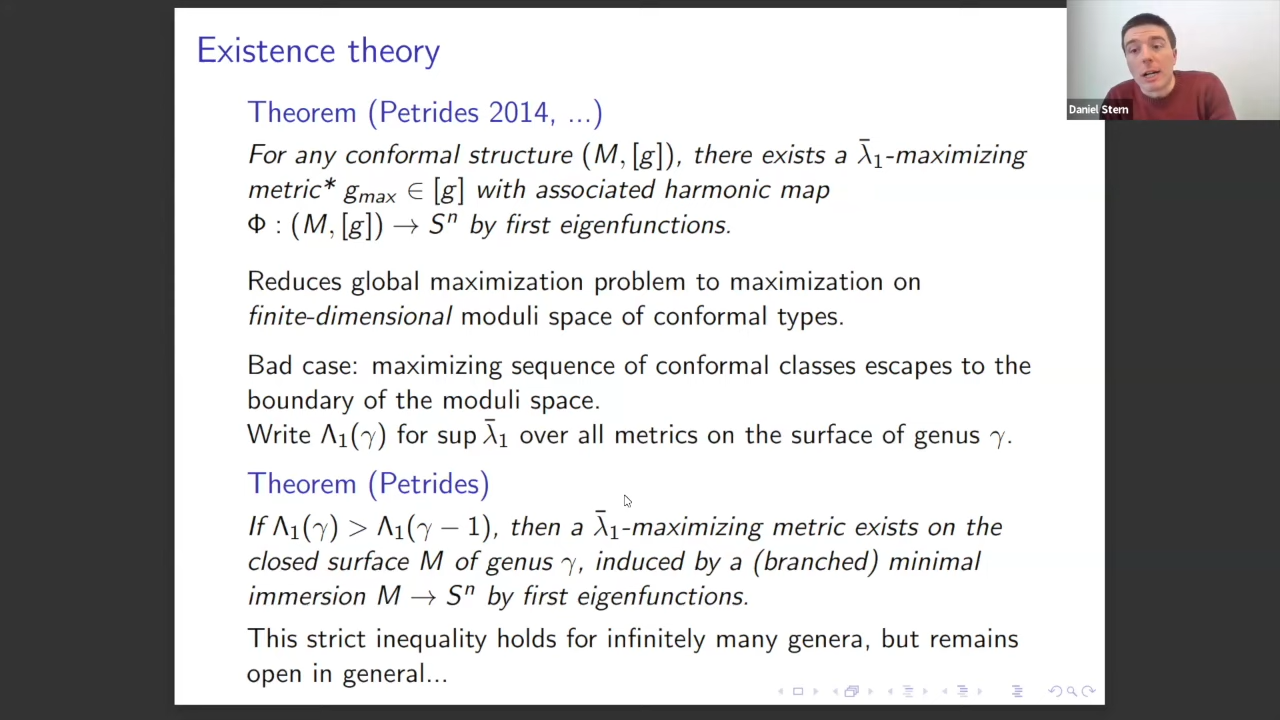 Existence theory
Theorem (Petrides 2014, ...)
For any conformal structure (M, [g]), there exists a λ̄₁-maximizing
metric* gₘₐₓ ∈ [g] with associated harmonic map
Φ : (M, [g]) → Sⁿ by first eigenfunctions.
Reduces global maximization problem to maximization on
finite-dimensional moduli space of conformal types.
Bad case: maximizing sequence of conformal classes escapes to the
boundary of the moduli space.
Write Λ₁(γ) for sup λ̄₁ over all metrics on the surface of genus γ.
Theorem (Petrides)
If Λ₁(γ) > Λ₁(γ − 1), then a λ̄₁-maximizing metric exists on the
closed surface M of genus γ, induced by a (branched) minimal
immersion M → Sⁿ by first eigenfunctions.
This strict inequality holds for infinitely many genera, but remains
open in general...
Daniel Stern